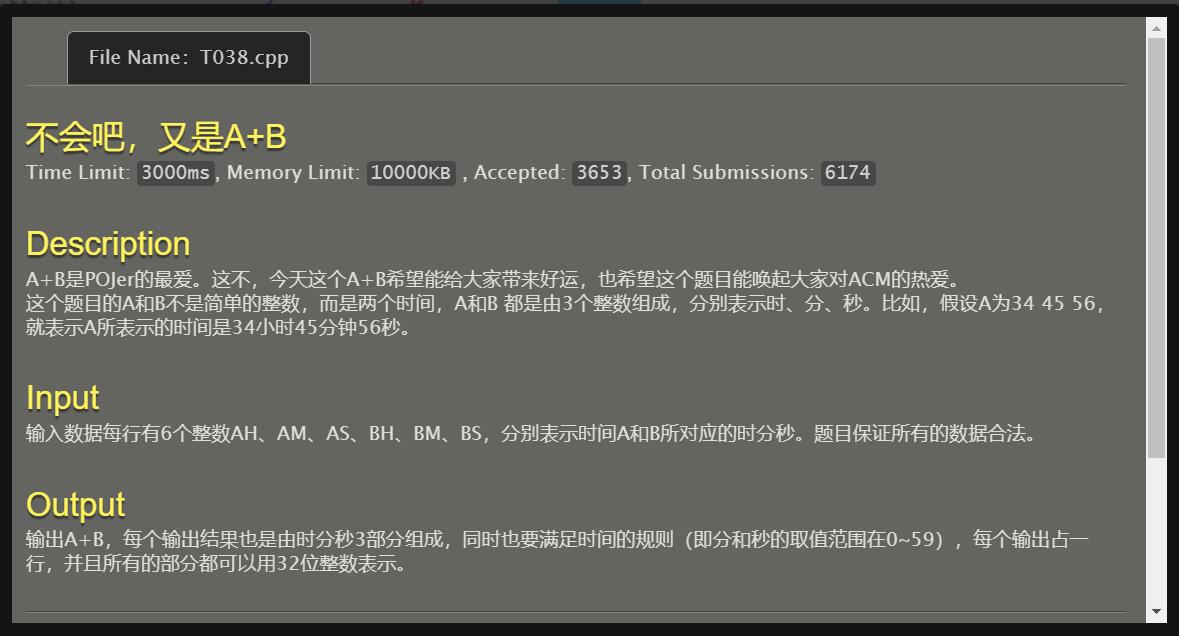 File Name：T038.cpp
不会吧，又是A+B
Time Limit: 3000ms, Memory Limit: 10000KB , Accepted: 3653, Total Submissions: 6174
Description
A+B是POJer的最爱。这不，今天这个A+B希望能给大家带来好运，也希望这个题目能唤起大家对ACM的热爱。
这个题目的A和B不是简单的整数，而是两个时间，A和B 都是由3个整数组成，分别表示时、分、秒。比如，假设A为34 45 56，
就表示A所表示的时间是34小时45分钟56秒。
Input
输入数据每行有6个整数AH、AM、AS、BH、BM、BS，分别表示时间A和B所对应的时分秒。题目保证所有的数据合法。
Output
输出A+B，每个输出结果也是由时分秒3部分组成，同时也要满足时间的规则（即分和秒的取值范围在0~59），每个输出占一
行，并且所有的部分都可以用32位整数表示。